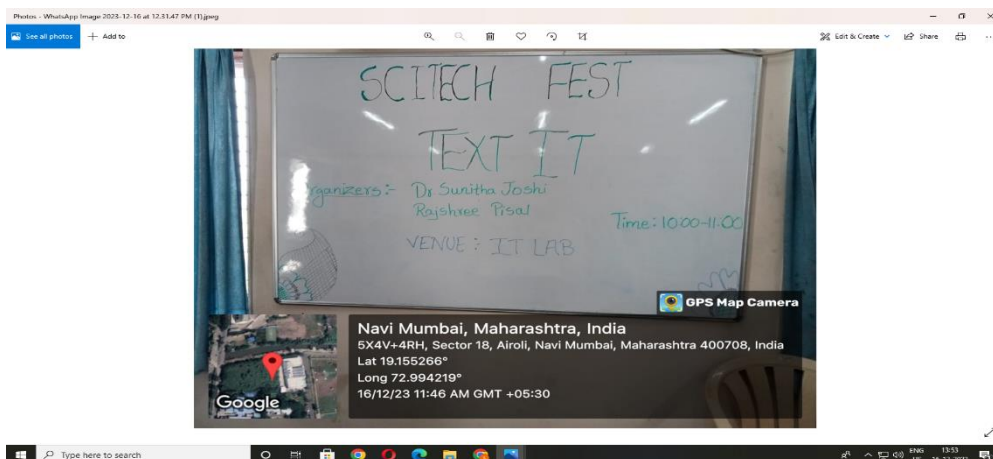 Photos - WhatsApp Image 2023-12-16 at 12.31.47 PM (1).jpeg
See all photos + Add to
Edit & Create
Share
SCITECH FEST
TEXT IT
Organizers:- Dr Sunitha Joshi
Rajshree Pisal
Time: 10:00-11:00
VENUE: IT LAB
GPS Map Camera
Navi Mumbai, Maharashtra, India
5X4V+4RH, Sector 18, Airoli, Navi Mumbai, Maharashtra 400708, India
Lat 19.155266°
Long 72.994219°
16/12/23 11:46 AM GMT +05:30
Google
Type here to search
ENG
13:53